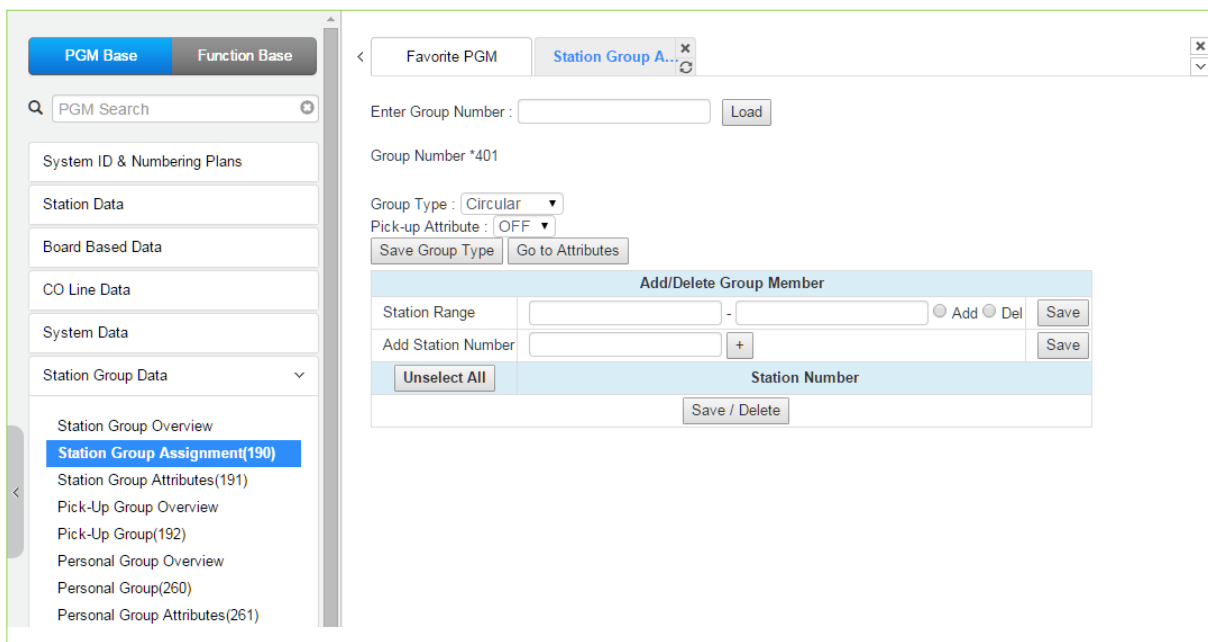 PGM Base
Function Base
PGM Search
System ID & Numbering Plans
Station Data
Board Based Data
CO Line Data
System Data
Station Group Data
Station Group Overview
Station Group Assignment(190)
Station Group Attributes(191)
Pick-Up Group Overview
Pick-Up Group(192)
Personal Group Overview
Personal Group(260)
Personal Group Attributes(261)
Favorite PGM
Station Group A...
Enter Group Number :
Load
Group Number *401
Group Type : Circular
Pick-up Attribute : OFF
Save Group Type
Go to Attributes
Add/Delete Group Member
Station Range - Add Del Save
Add Station Number + Save
Unselect All
Station Number
Save / Delete